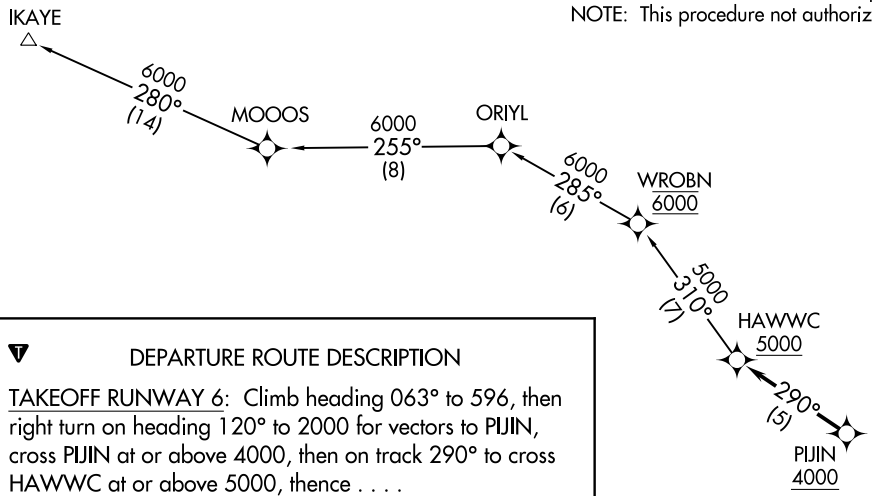 IKAYE
NOTE: This procedure not authoriz
6000
280°
(14)
MOOOS
6000
255°
(8)
ORIYL
6000
285°
(6)
WROBN
6000
5000
310°
(7)
HAWWC
5000
290°
(5)
PIJIN
4000
T
DEPARTURE ROUTE DESCRIPTION
TAKEOFF RUNWAY 6: Climb heading 063° to 596, then
right turn on heading 120° to 2000 for vectors to PIJIN,
cross PIJIN at or above 4000, then on track 290° to cross
HAWWC at or above 5000, thence . . . .